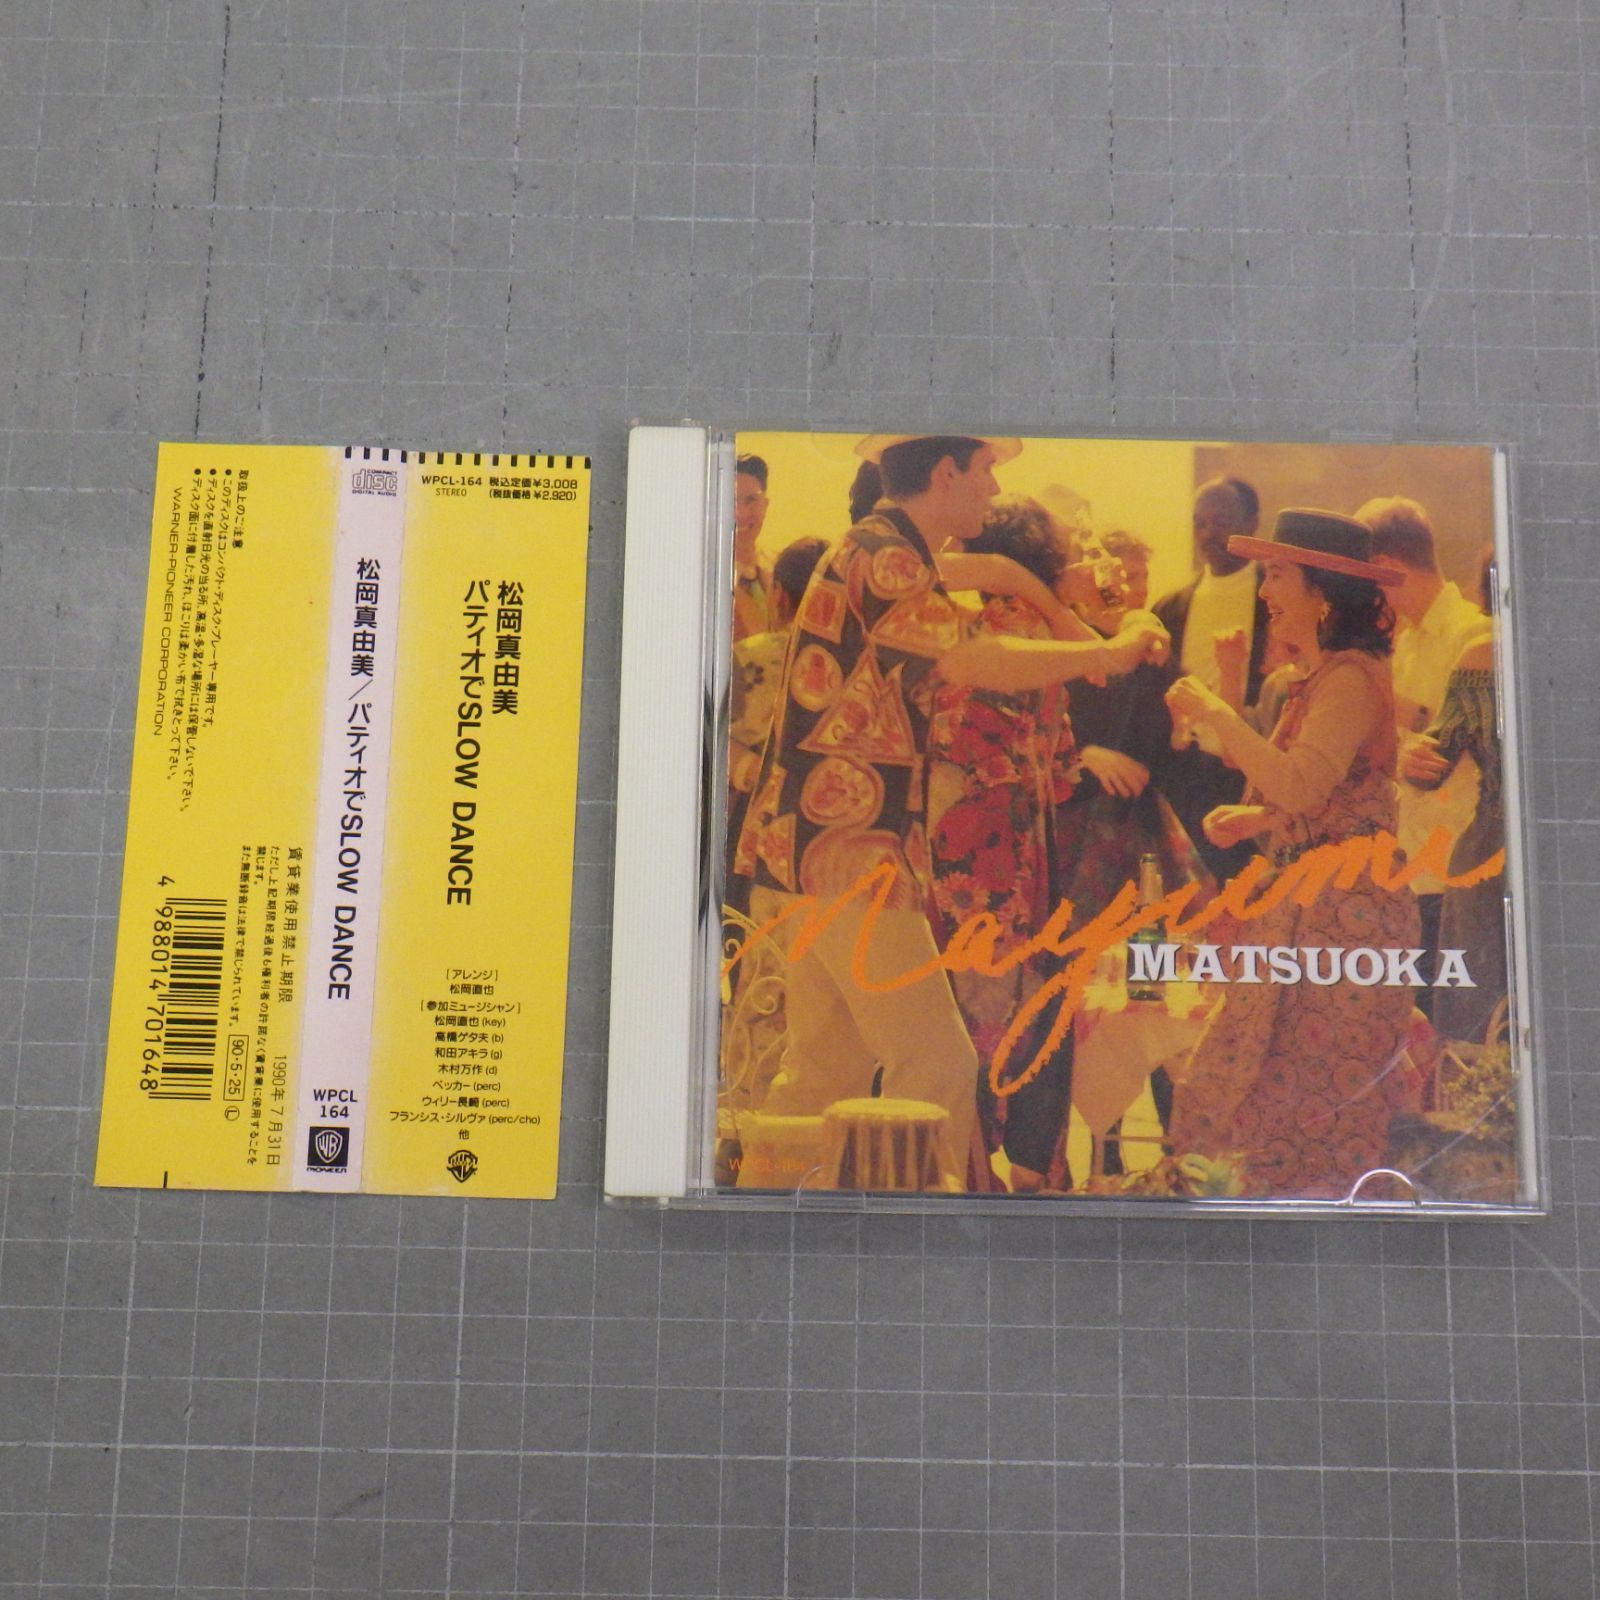 取扱上のご注意
●このディスクはコンパクト・ディスク・プレーヤー専用です。
●ディスクを直射日光の当る所、高温・多湿な場所には保管しないで下さい。
●ディスク面に付着した汚れ、ほこりは柔かい布で拭きとって下さい。
WARNER-PIONEER CORPORATION
賃貸業使用禁止期限 1990年7月31日
ただし上記期限経過後も権利者の許諾なく賃貸業に使用することを
禁じます。
また無断録音は法律で禁じられています。
90・5・25 Ⓛ
4 988014 701648
COMPACT
disc
DIGITAL AUDIO
松岡真由美／パティオでSLOW DANCE
WPCL
164
WB
PIONEER
WPCL-164 税込定価¥3,008
STEREO (税抜価格¥2,920)
松岡真由美
パティオでSLOW DANCE
[アレンジ]
松岡直也
[参加ミュージシャン]
松岡直也(key)
高橋ゲタ夫(b)
和田アキラ(g)
木村万作(d)
ペッカー(perc)
ウィリー長崎(perc)
フランシス・シルヴァ(perc/cho)
他
Mayumi
MATSUOKA
WPCL-164